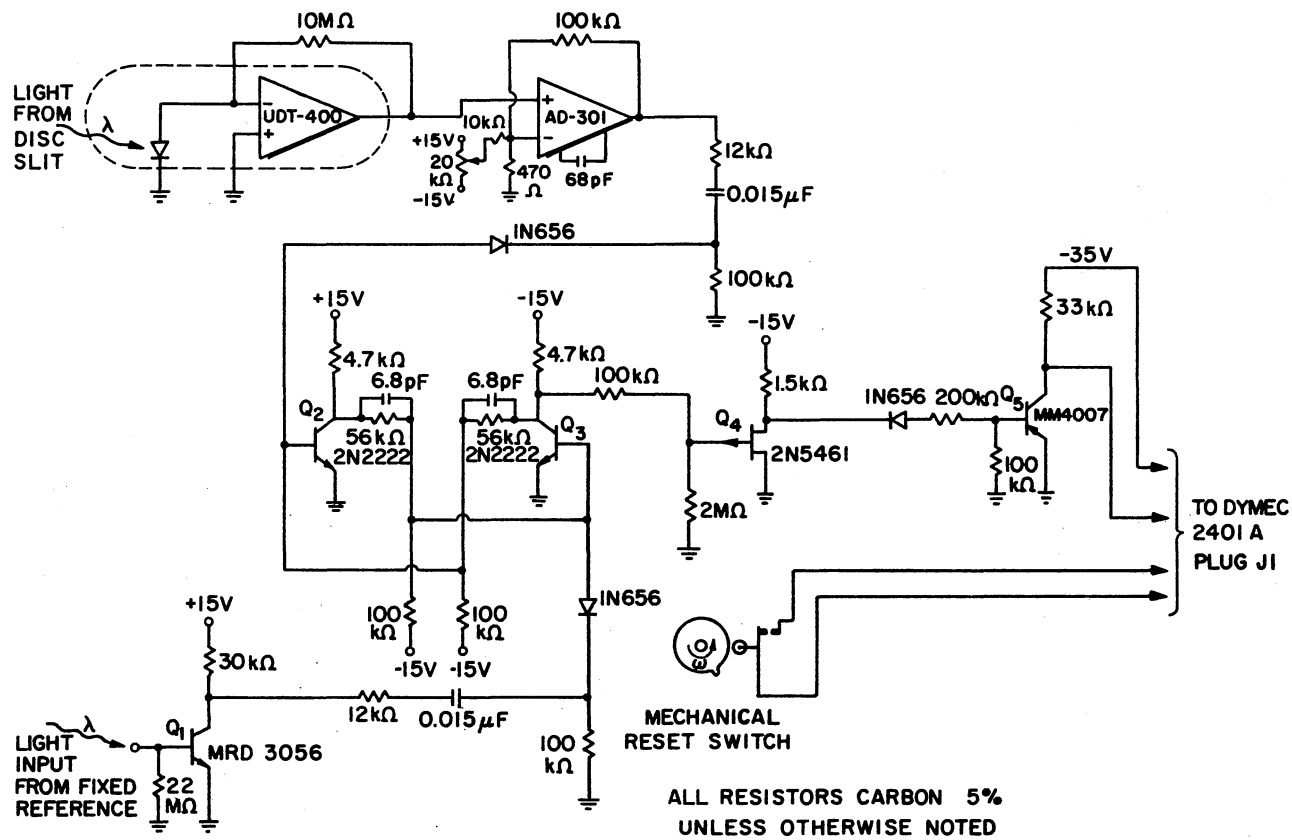 10MΩ
100kΩ
LIGHT
FROM
DISC
SLIT
λ
-
+
UDT-400
+
-
AD-301
10kΩ
+15V
20
kΩ
-15V
470
Ω
68pF
12kΩ
0.015μF
1N656
100kΩ
+15V
-15V
4.7kΩ
4.7kΩ
6.8pF
6.8pF
100kΩ
Q2
56kΩ
2N2222
56kΩ
2N2222
Q3
-15V
1.5kΩ
Q4
2N5461
2MΩ
1N656
200kΩ
Q5
MM4007
100
kΩ
-35V
33kΩ
TO DYMEC
2401A
PLUG J1
100
kΩ
-15V
100
kΩ
-15V
1N656
+15V
30kΩ
12kΩ
0.015μF
100
kΩ
Q1
MRD 3056
λ
LIGHT
INPUT
FROM FIXED
REFERENCE
22
MΩ
ω
MECHANICAL
RESET SWITCH
ALL RESISTORS CARBON 5%
UNLESS OTHERWISE NOTED